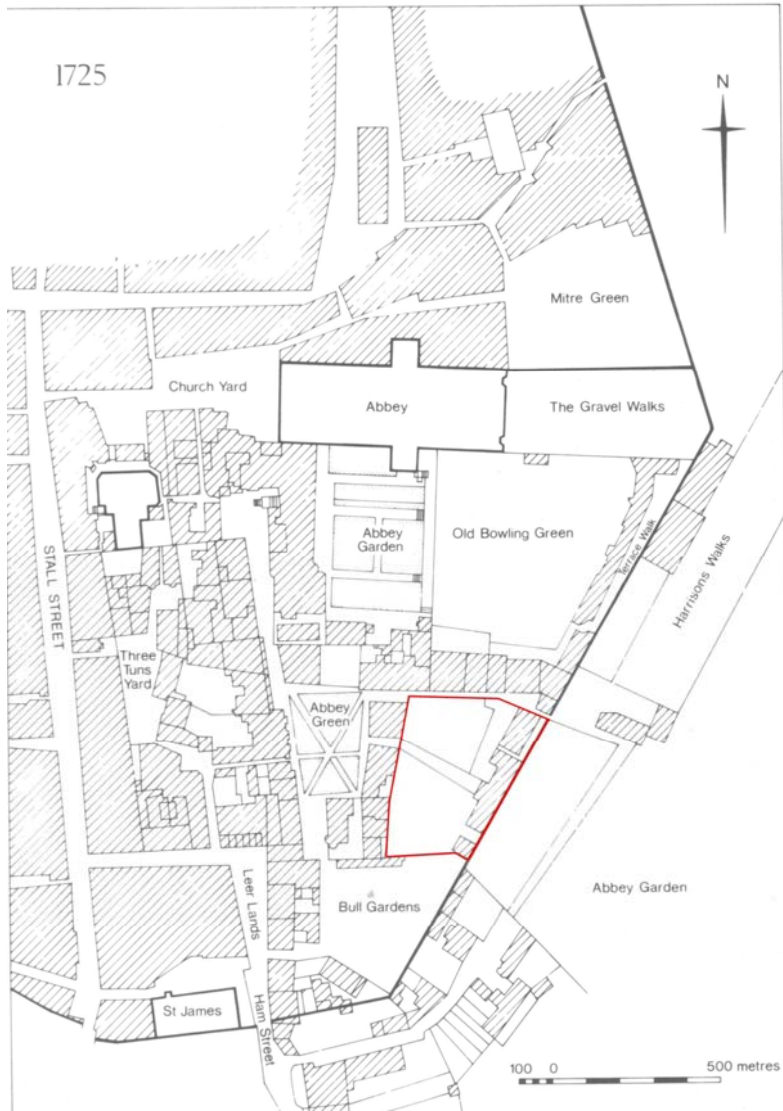 1725
N
Mitre Green
Church Yard
Abbey
The Gravel Walks
Abbey
Garden
Old Bowling Green
Terrace Walk
Harrisons Walks
STALL STREET
Three
Tuns
Yard
Abbey
Green
Leer Lands
Bull Gardens
Abbey Garden
St James
Ham Street
100 0 500 metres